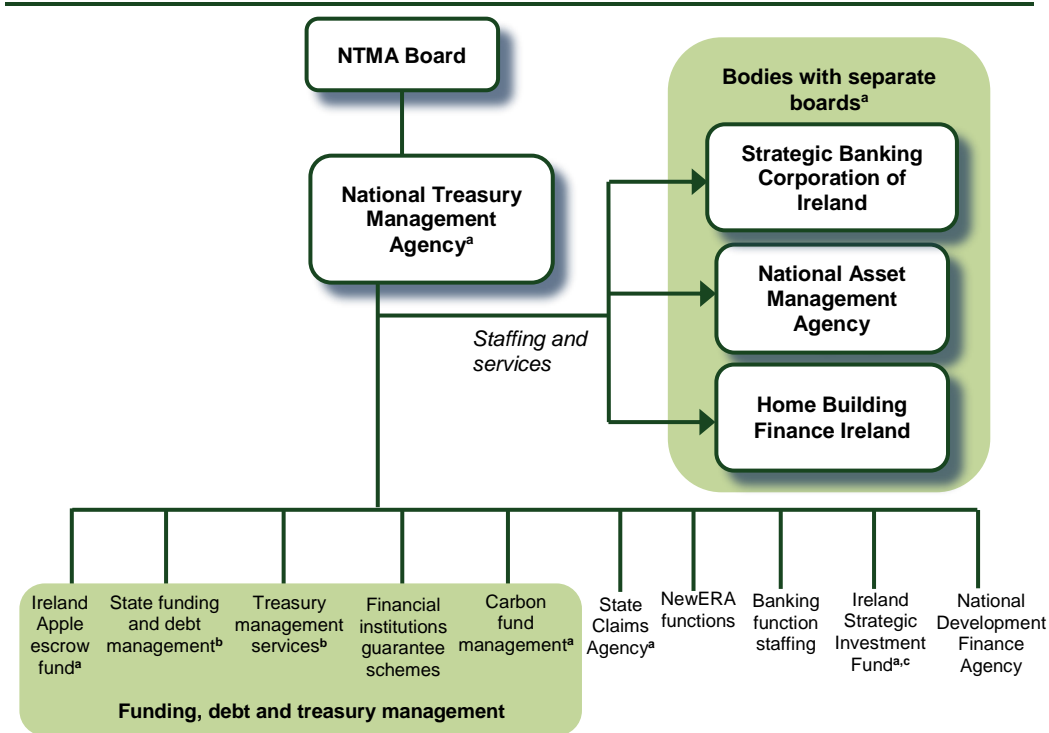 NTMA Board
National Treasury
Management
Agencyᵃ
Bodies with separate
boardsᵃ
Strategic Banking
Corporation of
Ireland
National Asset
Management
Agency
Home Building
Finance Ireland
Staffing and
services
Ireland
Apple
escrow
fundᵃ
State funding
and debt
managementᵇ
Treasury
management
servicesᵇ
Financial
institutions
guarantee
schemes
Carbon
fund
managementᵃ
State
Claims
Agencyᵃ
NewERA
functions
Banking
function
staffing
Ireland
Strategic
Investment
Fundᵃ,ᶜ
National
Development
Finance
Agency
Funding, debt and treasury management